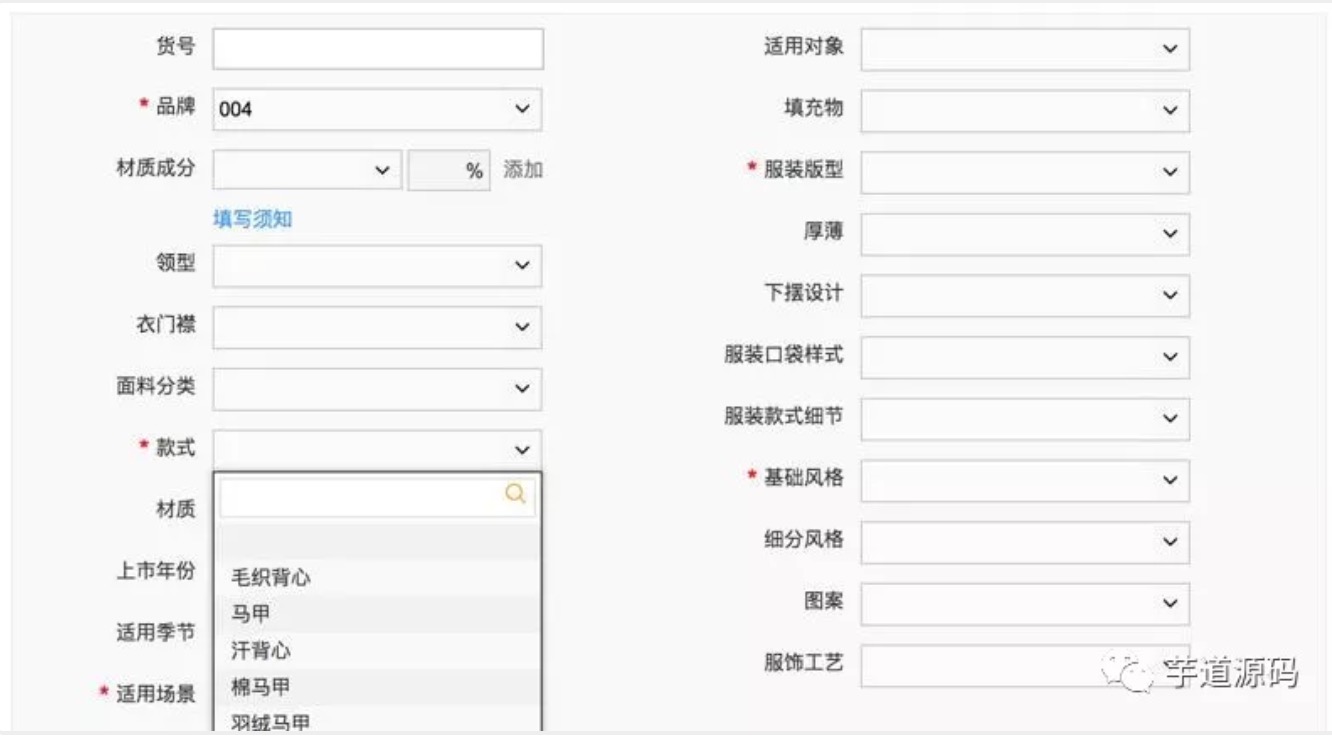 货号
* 品牌 004
材质成分 % 添加
填写须知
领型
衣门襟
面料分类
* 款式
材质
上市年份
适用季节
* 适用场景
毛织背心
马甲
汗背心
棉马甲
羽绒马甲
适用对象
填充物
* 服装版型
厚薄
下摆设计
服装口袋样式
服装款式细节
* 基础风格
细分风格
图案
服饰工艺
芋道源码